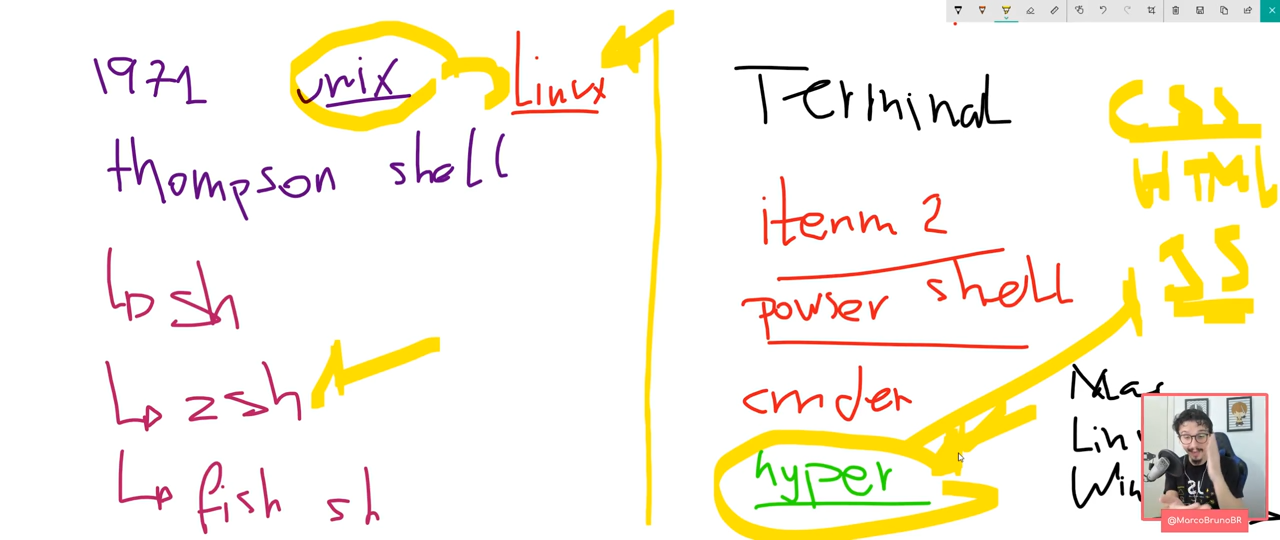 1971 unix Linux
thompson shell
sh
zsh
fish sh
Terminal
iterm 2
powser shell
cmder
hyper
CSS
HTML
JS
Mac
Lin
Win
@MarcoBrunoBR